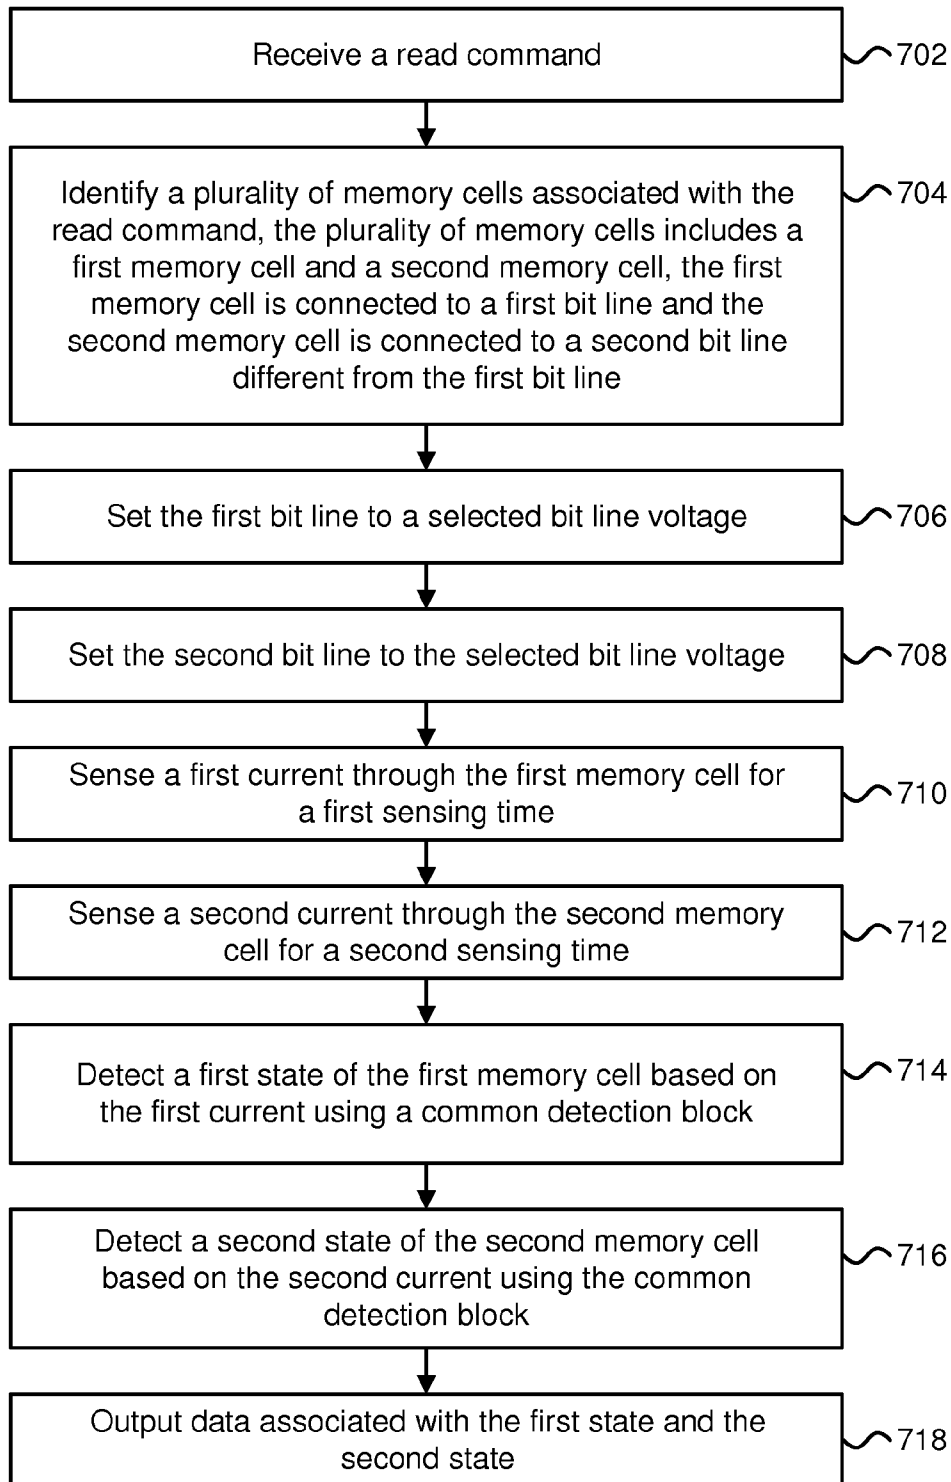 Receive a read command
702
Identify a plurality of memory cells associated with the
read command, the plurality of memory cells includes a
first memory cell and a second memory cell, the first
memory cell is connected to a first bit line and the
second memory cell is connected to a second bit line
different from the first bit line
704
Set the first bit line to a selected bit line voltage
706
Set the second bit line to the selected bit line voltage
708
Sense a first current through the first memory cell for
a first sensing time
710
Sense a second current through the second memory
cell for a second sensing time
712
Detect a first state of the first memory cell based on
the first current using a common detection block
714
Detect a second state of the second memory cell
based on the second current using the common
detection block
716
Output data associated with the first state and the
second state
718